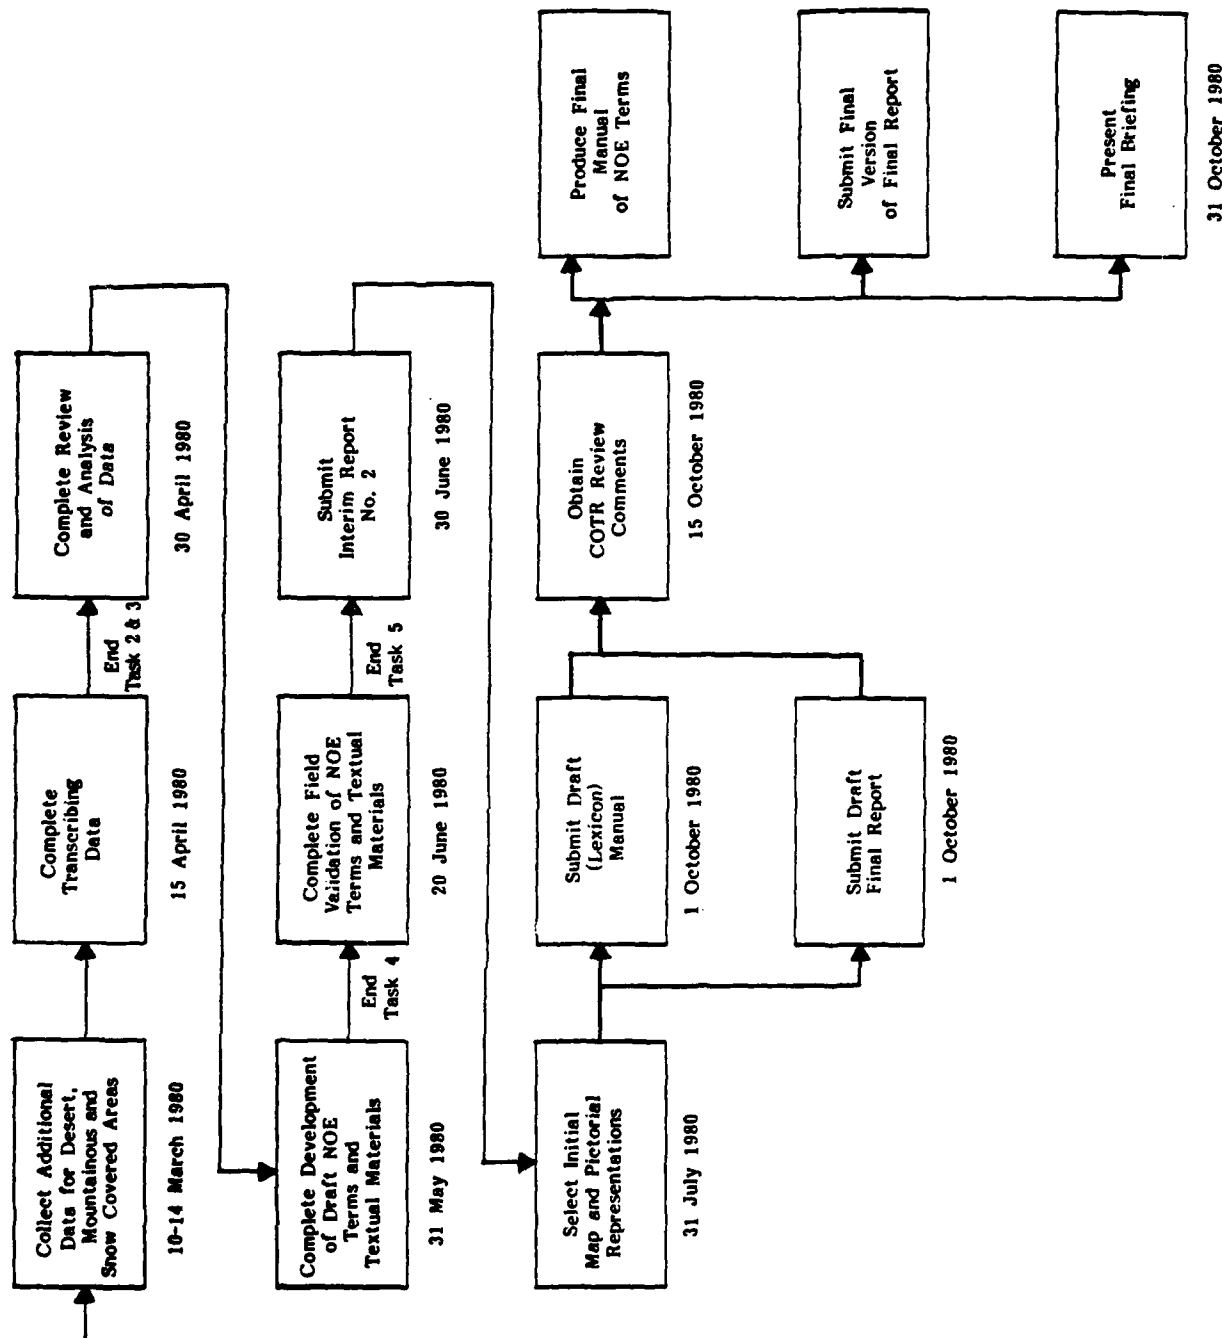 Collect Additional
Data for Desert,
Mountainous and
Snow Covered Areas
10-14 March 1980
Complete
Transcribing
Data
15 April 1980
End
Task 2 & 3
Complete Review
and Analysis
of Data
30 April 1980
Complete Development
of Draft NOE
Terms and
Textual Materials
31 May 1980
End
Task 4
Complete Field
Validation of NOE
Terms and Textual
Materials
20 June 1980
End
Task 5
Submit
Interim Report
No. 2
30 June 1980
Select Initial
Map and Pictorial
Representations
31 July 1980
Submit Draft
(Lexicon)
Manual
1 October 1980
Submit Draft
Final Report
1 October 1980
Obtain
COTR Review
Comments
15 October 1980
Produce Final
Manual
of NOE Terms
Submit Final
Version
of Final Report
Present
Final Briefing
31 October 1980